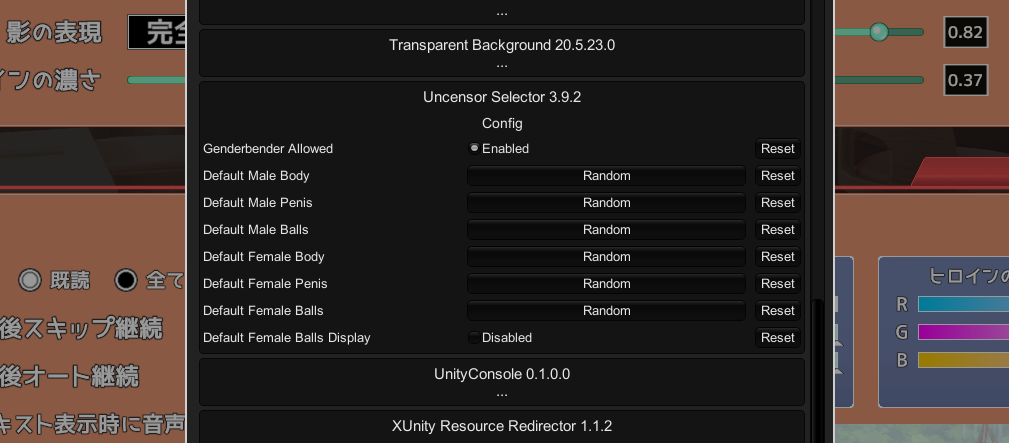 ...
影の表現
完全
0.82
Transparent Background 20.5.23.0
...
インの濃さ
0.37
Uncensor Selector 3.9.2
Config
Genderbender Allowed Enabled Reset
Default Male Body Random Reset
Default Male Penis Random Reset
Default Male Balls Random Reset
Default Female Body Random Reset
Default Female Penis Random Reset
Default Female Balls Random Reset
Default Female Balls Display Disabled Reset
既読 全て
後スキップ継続
後オート継続
キスト表示時に音声
ヒロインの
R
G
B
UnityConsole 0.1.0.0
...
XUnity Resource Redirector 1.1.2